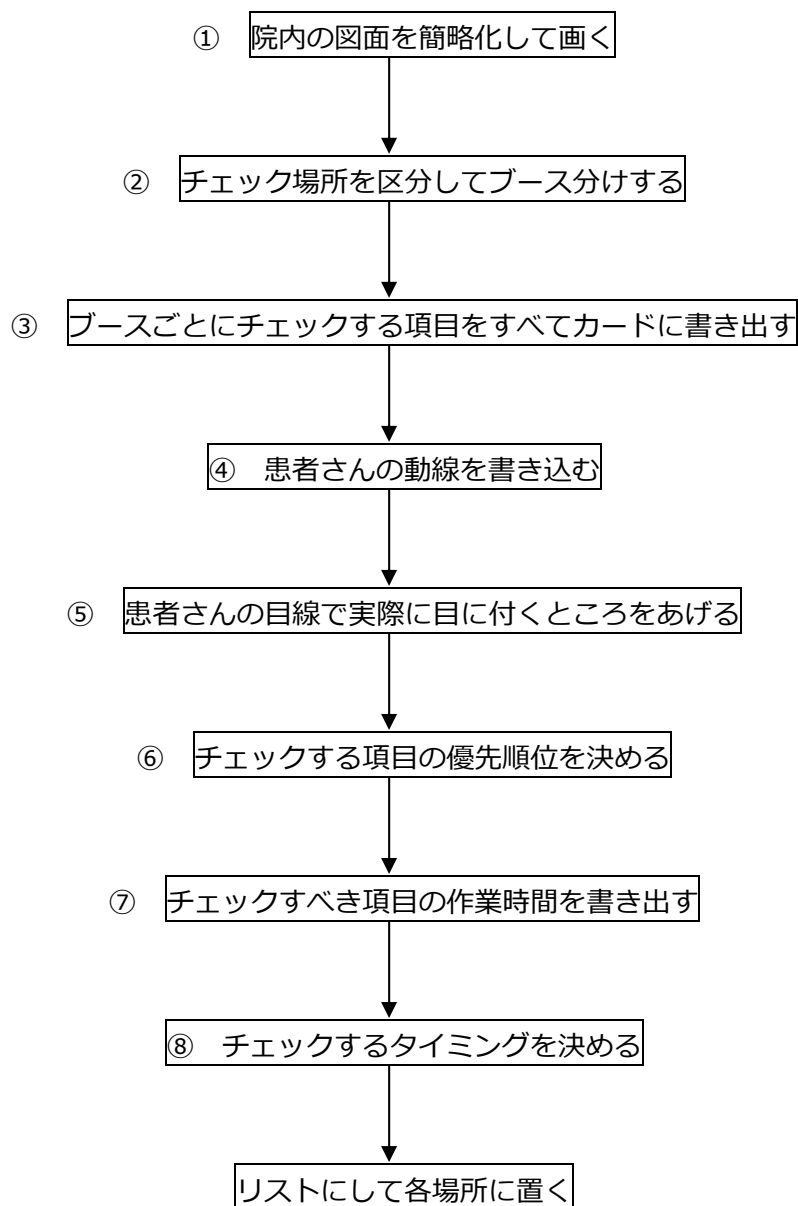 ① 院内の図面を簡略化して画く
② チェック場所を区分してブース分けする
③ ブースごとにチェックする項目をすべてカードに書き出す
④ 患者さんの動線を書き込む
⑤ 患者さんの目線で実際に目に付くところをあげる
⑥ チェックする項目の優先順位を決める
⑦ チェックすべき項目の作業時間を書き出す
⑧ チェックするタイミングを決める
リストにして各場所に置く